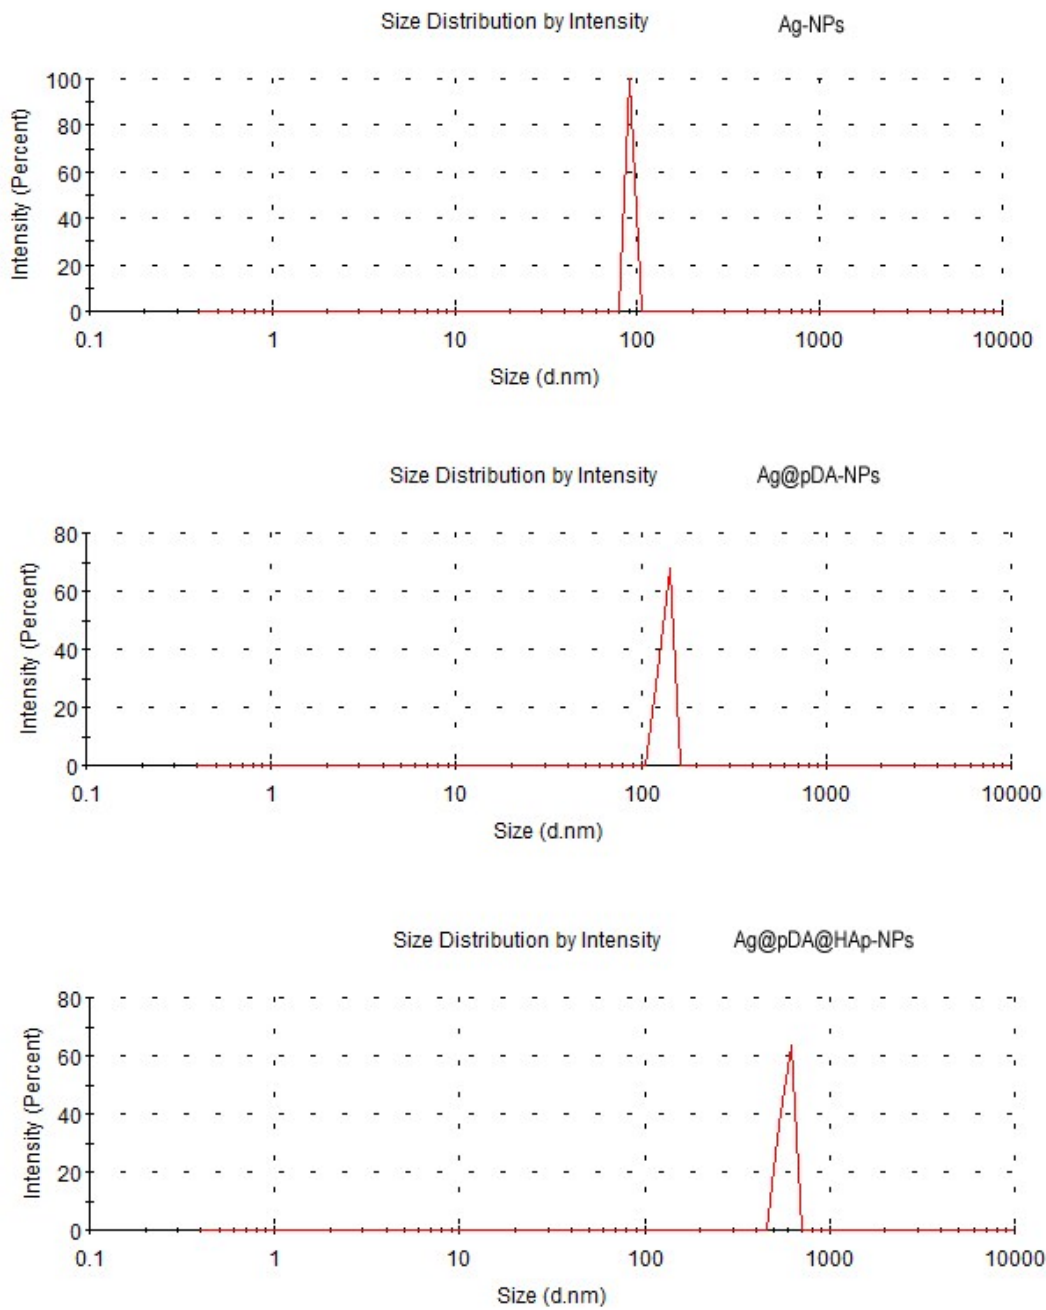 Size Distribution by Intensity Ag-NPs
Intensity (Percent)
100
80
60
40
20
0
0.1 1 10 100 1000 10000
Size (d.nm)
Size Distribution by Intensity Ag@pDA-NPs
Intensity (Percent)
80
60
40
20
0
0.1 1 10 100 1000 10000
Size (d.nm)
Size Distribution by Intensity Ag@pDA@HAp-NPs
Intensity (Percent)
80
60
40
20
0
0.1 1 10 100 1000 10000
Size (d.nm)